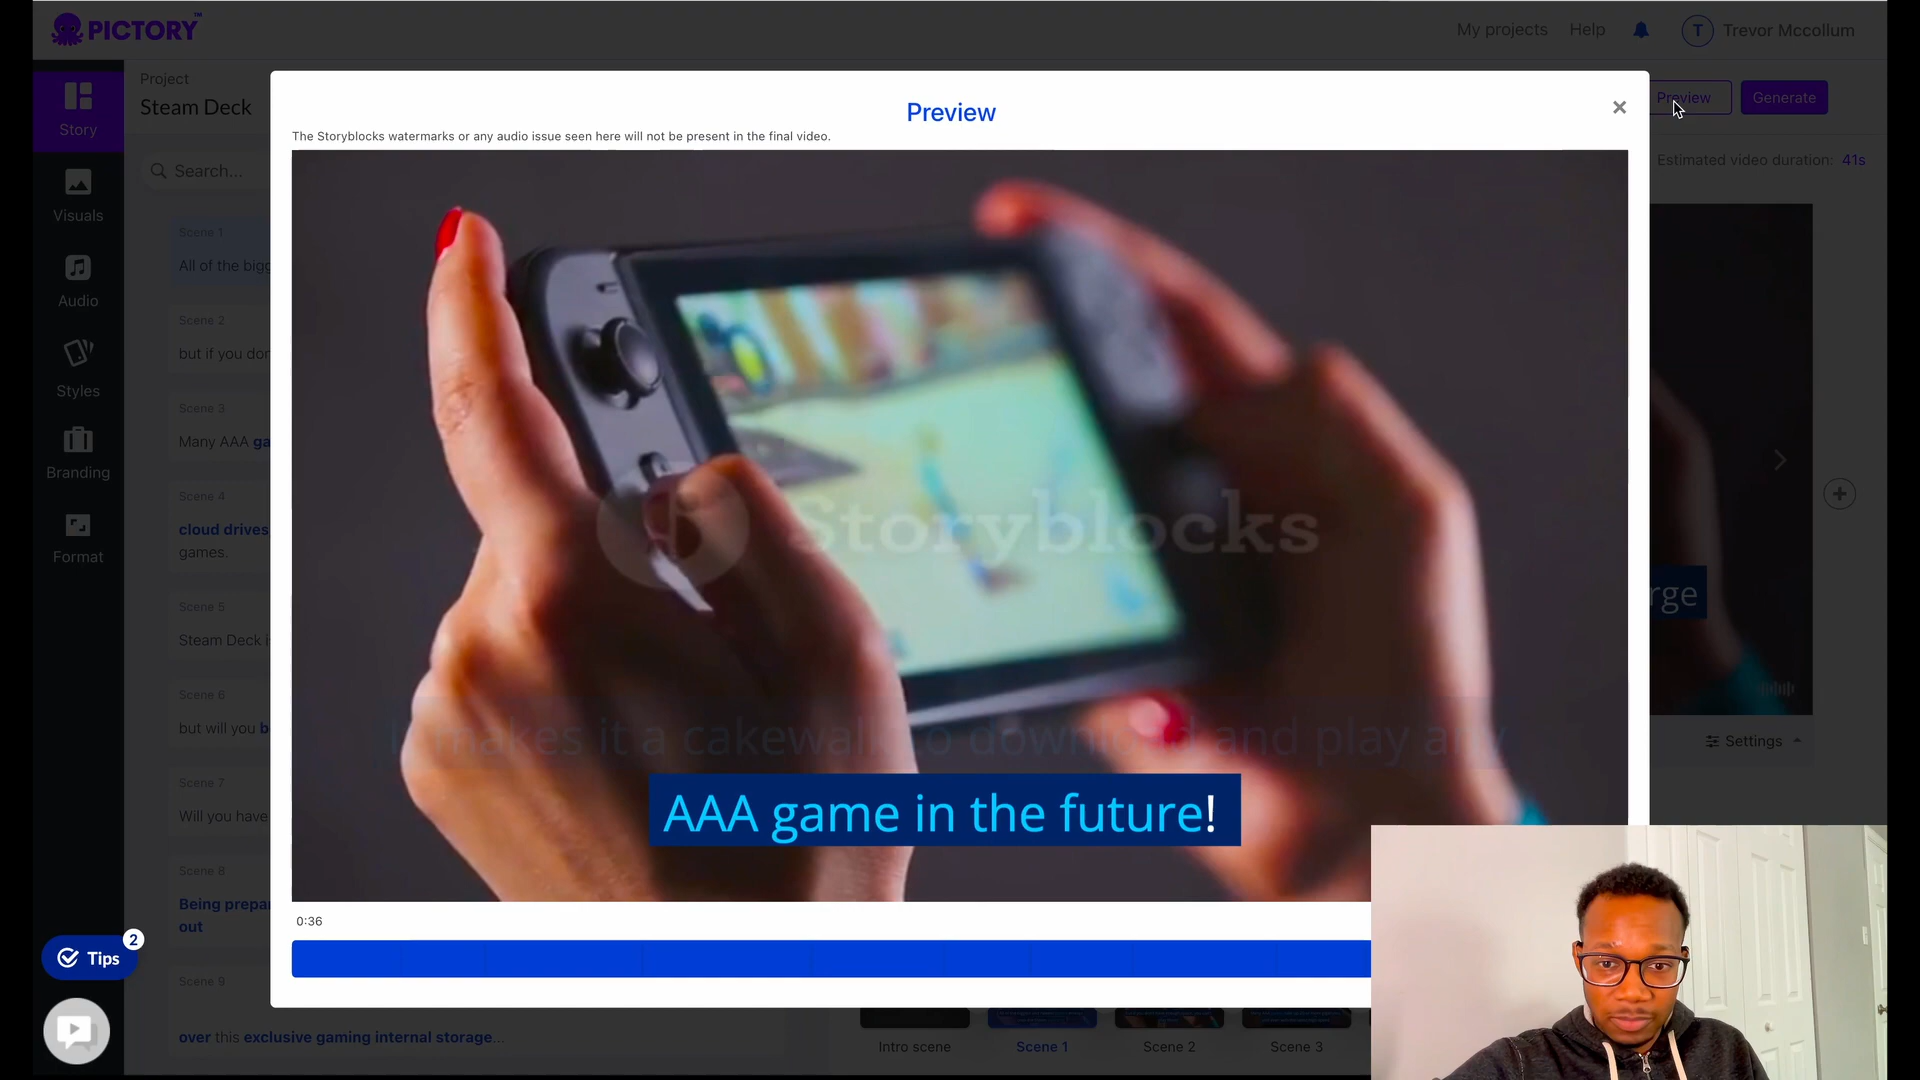 PICTORY™
My projects
Help
T
Trevor Mccollum
Story
Visuals
Audio
Styles
Branding
Format
Tips
2
Project
Steam Deck
Search...
Scene 1
All of the bigg
Scene 2
but if you don
Scene 3
Many AAA ga
Scene 4
cloud drives
games.
Scene 5
Steam Deck i
Scene 6
but will you b
Scene 7
Will you have
Scene 8
Being prepa
out
Scene 9
over this exclusive gaming internal storage...
Preview
The Storyblocks watermarks or any audio issue seen here will not be present in the final video.
Storyblocks
It makes it a cakewalk to download and play any
AAA game in the future!
0:36
Preview
Generate
Estimated video duration: 41s
rge
Settings
Intro scene
Scene 1
Scene 2
Scene 3